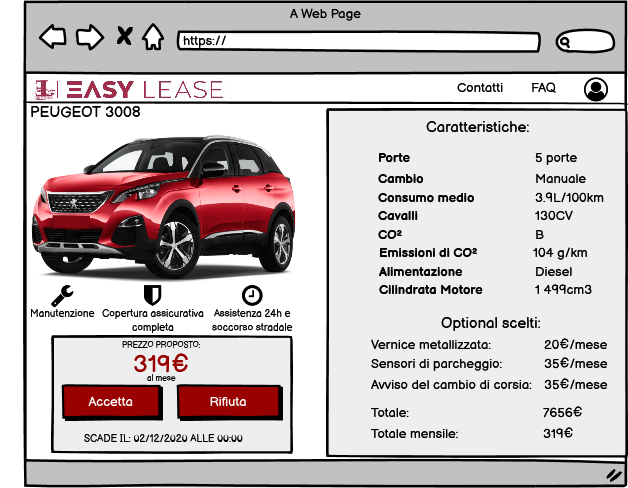 A Web Page
https://
EASY LEASE
Contatti
FAQ
PEUGEOT 3008
Manutenzione
Copertura assicurativa
completa
Assistenza 24h e
soccorso stradale
PREZZO PROPOSTO:
319€
al mese
Accetta
Rifiuta
SCADE IL: 02/12/2020 ALLE 00:00
Caratteristiche:
Porte 5 porte
Cambio Manuale
Consumo medio 3.9L/100km
Cavalli 130CV
CO² B
Emissioni di CO² 104 g/km
Alimentazione Diesel
Cilindrata Motore 1 499cm3
Optional scelti:
Vernice metallizzata: 20€/mese
Sensori di parcheggio: 35€/mese
Avviso del cambio di corsia: 35€/mese
Totale: 7656€
Totale mensile: 319€